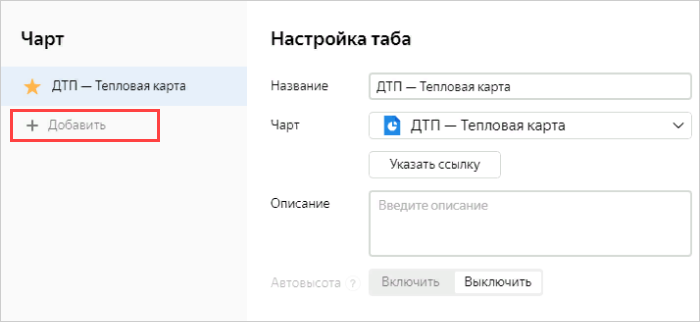 Чарт
ДТП — Тепловая карта
+ Добавить
Настройка таба
Название
ДТП — Тепловая карта
Чарт
ДТП — Тепловая карта
Указать ссылку
Описание
Введите описание
Автовысота ?
Включить
Выключить